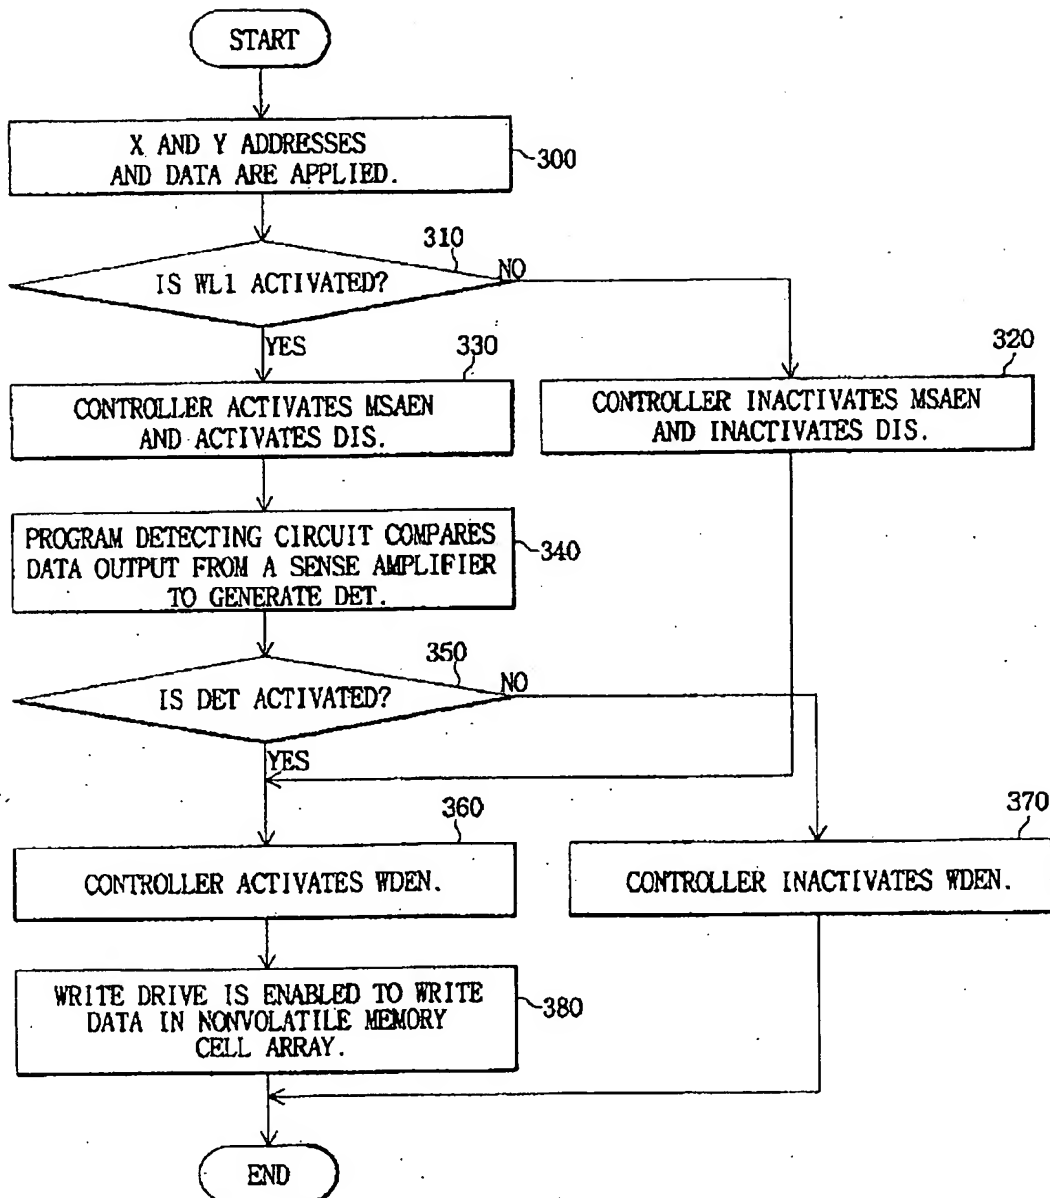 START
X AND Y ADDRESSES
AND DATA ARE APPLIED.
300
310
IS WL1 ACTIVATED?
NO
YES
330
CONTROLLER ACTIVATES MSAEN
AND ACTIVATES DIS.
320
CONTROLLER INACTIVATES MSAEN
AND INACTIVATES DIS.
PROGRAM DETECTING CIRCUIT COMPARES
DATA OUTPUT FROM A SENSE AMPLIFIER
TO GENERATE DET.
340
350
IS DET ACTIVATED?
NO
YES
360
CONTROLLER ACTIVATES WDEN.
370
CONTROLLER INACTIVATES WDEN.
WRITE DRIVE IS ENABLED TO WRITE
DATA IN NONVOLATILE MEMORY
CELL ARRAY.
380
END